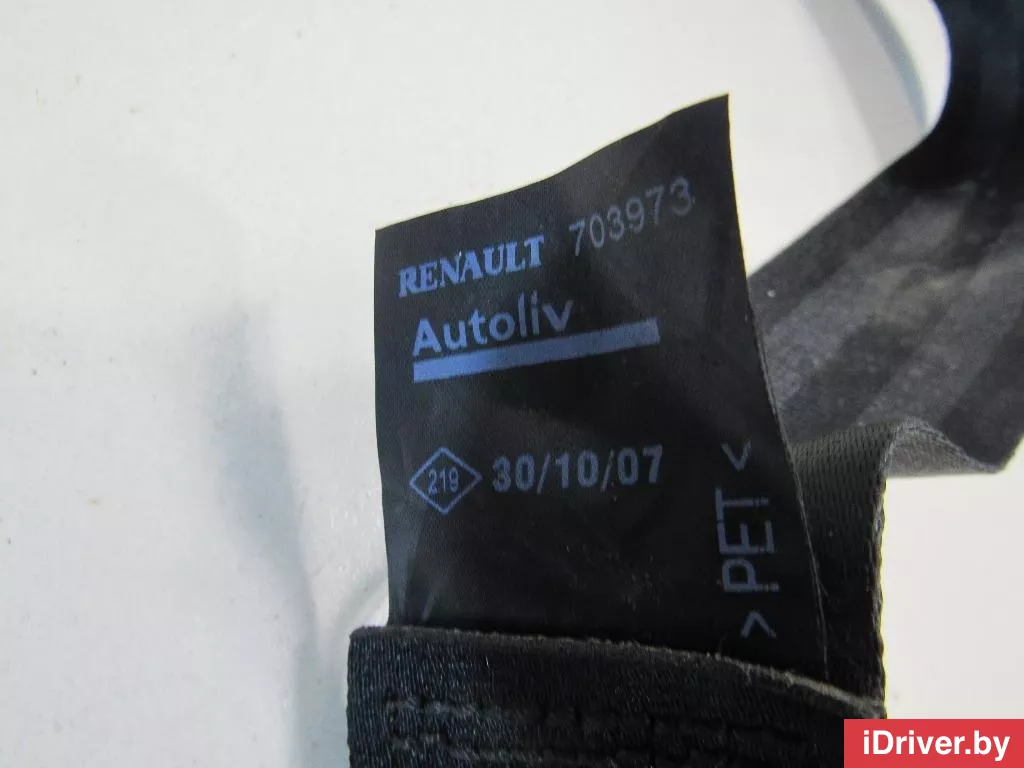 RENAULT 703973
Autoliv
219 30/10/07
>PET<
iDriver.by